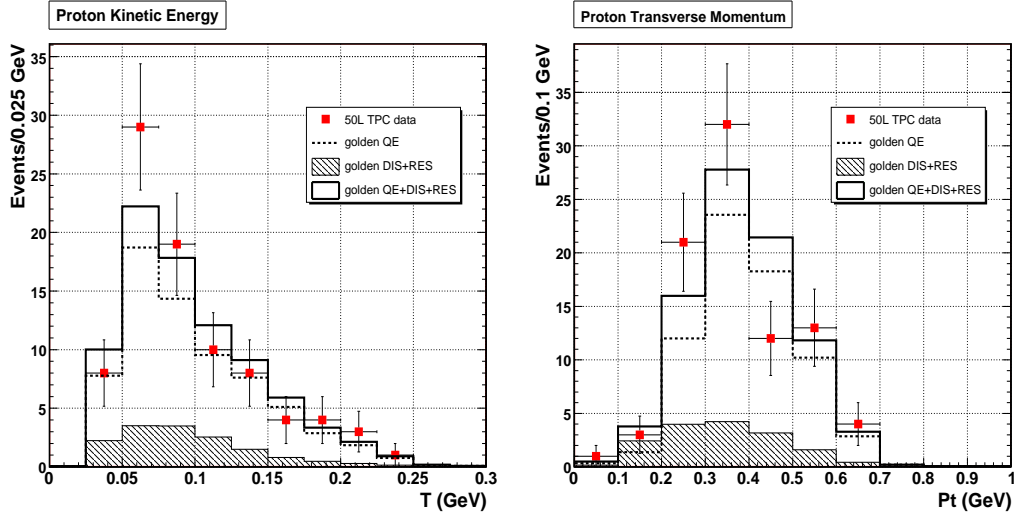 Proton Kinetic Energy
Events/0.025 GeV
35
30
25
20
15
10
5
0
50L TPC data
golden QE
golden DIS+RES
golden QE+DIS+RES
0 0.05 0.1 0.15 0.2 0.25 0.3
T (GeV)
Proton Transverse Momentum
Events/0.1 GeV
35
30
25
20
15
10
5
0
50L TPC data
golden QE
golden DIS+RES
golden QE+DIS+RES
0 0.1 0.2 0.3 0.4 0.5 0.6 0.7 0.8 0.9 1
Pt (GeV)